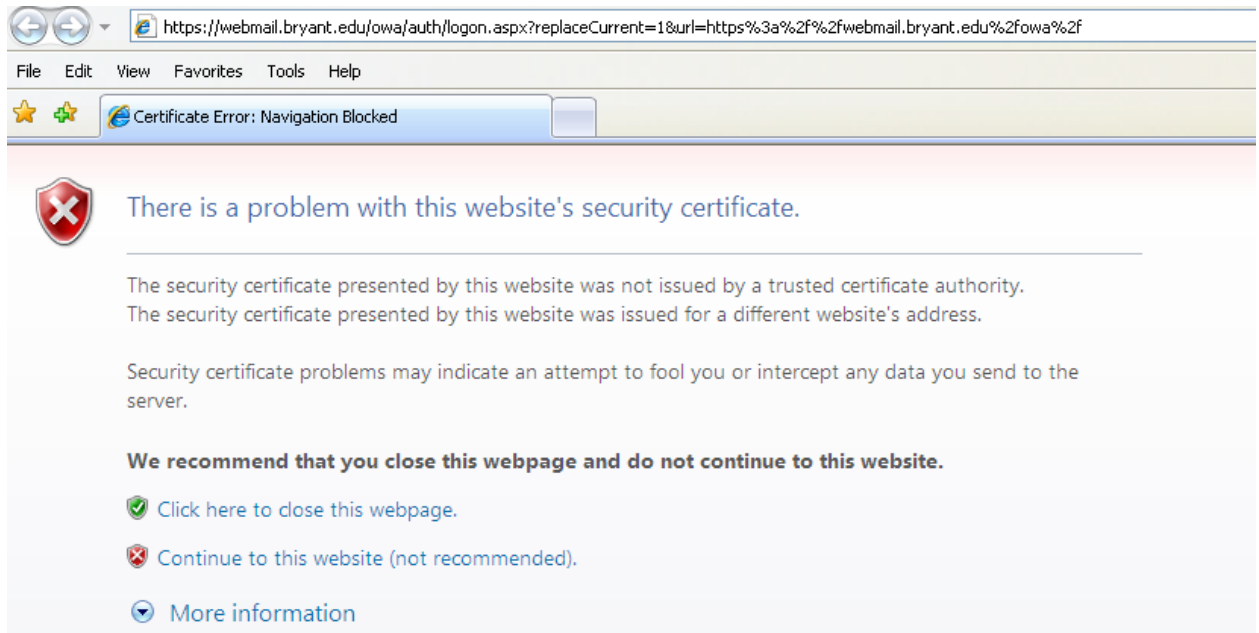 https://webmail.bryant.edu/owa/auth/logon.aspx?replaceCurrent=1&url=https%3a%2f%2fwebmail.bryant.edu%2fowa%2f
File Edit View Favorites Tools Help
Certificate Error: Navigation Blocked
There is a problem with this website's security certificate.
The security certificate presented by this website was not issued by a trusted certificate authority.
The security certificate presented by this website was issued for a different website's address.
Security certificate problems may indicate an attempt to fool you or intercept any data you send to the
server.
We recommend that you close this webpage and do not continue to this website.
Click here to close this webpage.
Continue to this website (not recommended).
More information